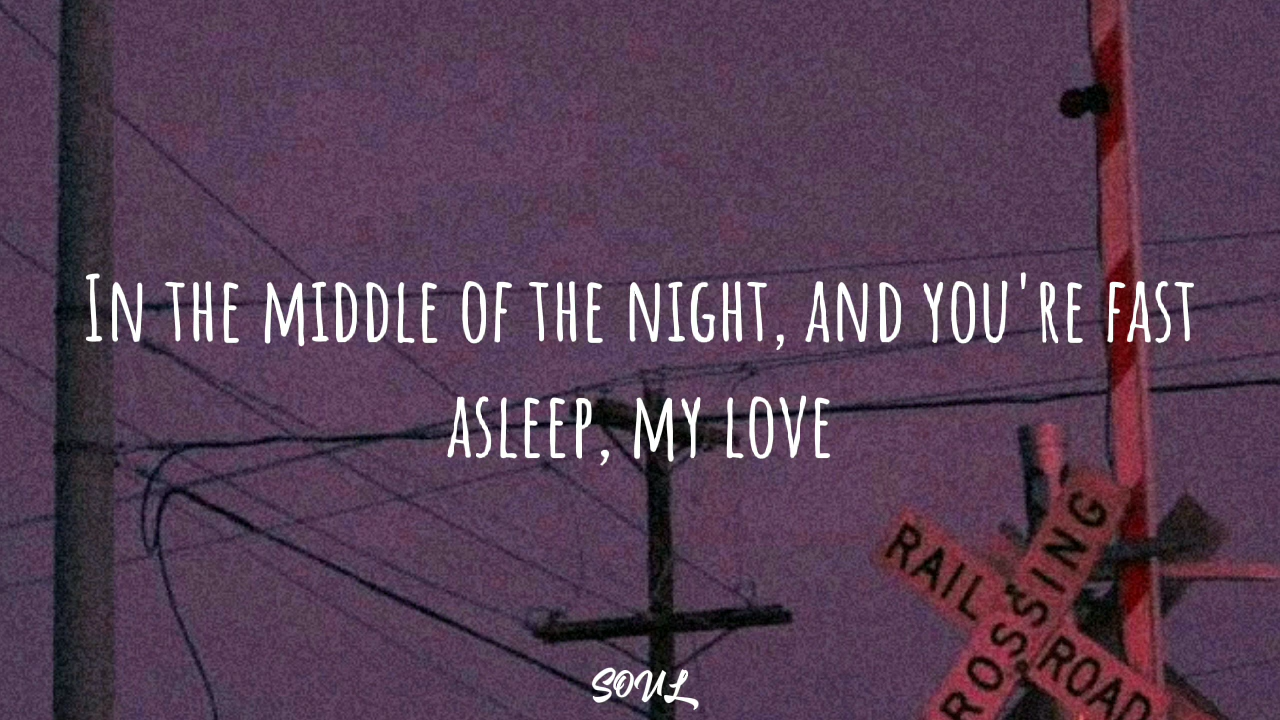 In the middle of the night, and you're fast
asleep, my love
RAIL ROAD
CROSSING
SOUL